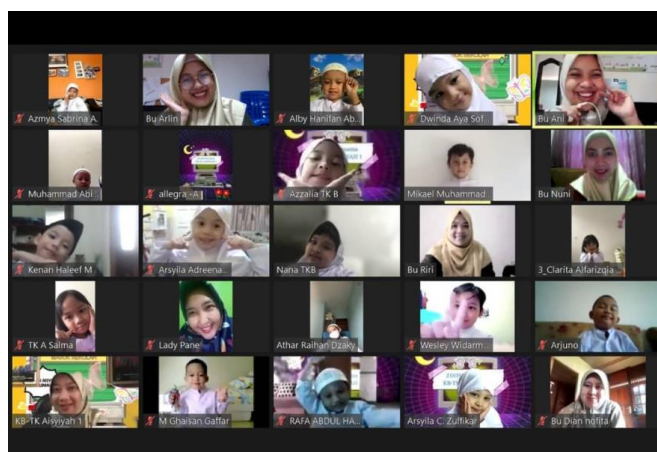 Azmya Sabrina A.
Bu Arlin
Alby Hanifan Ab...
Dwinda Aya Sof...
Bu Ani
Muhammad Abi...
allegra -A
Azzalia TK B
Mikael Muhammad
Bu Nuni
Kenan Haleef M
Arsyila Adreena...
Nana TKB
Bu Riri
3_Clarita Alfarizqia
TK A Salma
Lady Pane
Athar Raihan Dzaky
Wesley Widarm...
Arjuno
KB-TK Aisyiyah 1
M Ghaisan Gaffar
RAFA ABDUL HA...
Arsyila C. Zulfikar
Bu Dian nofita